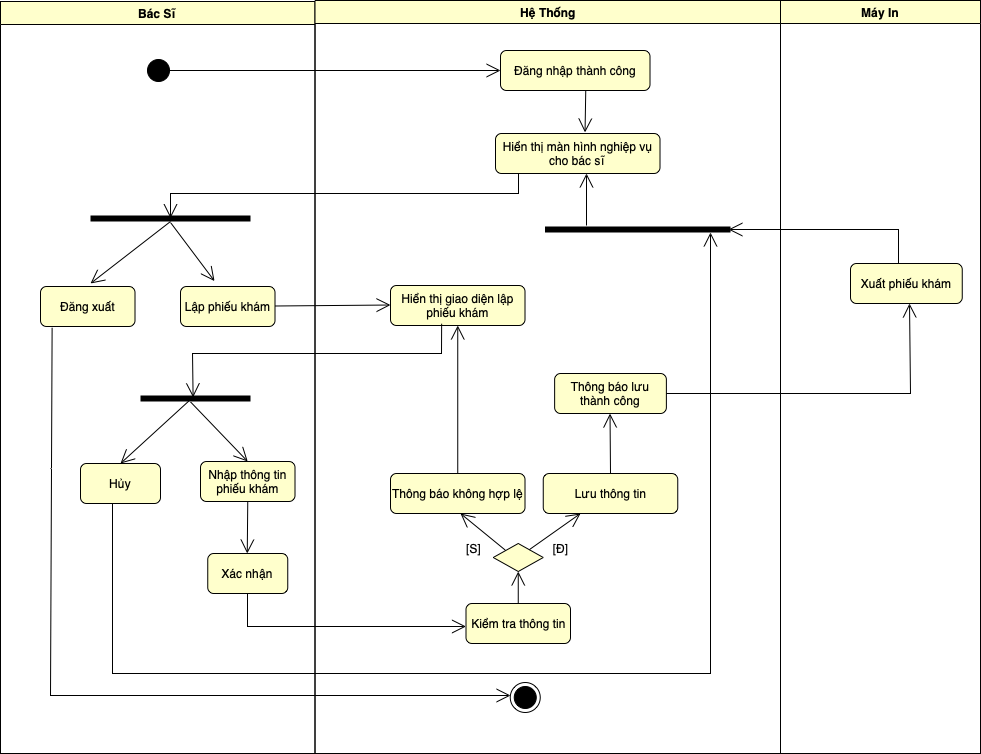 Bác Sĩ
Hệ Thống
Máy In
Đăng nhập thành công
Hiển thị màn hình nghiệp vụ
cho bác sĩ
Đăng xuất
Lập phiếu khám
Hiển thị giao diện lập
phiếu khám
Xuất phiếu khám
Thông báo lưu
thành công
Hủy
Nhập thông tin
phiếu khám
Thông báo không hợp lệ
Lưu thông tin
[S]
[Đ]
Xác nhận
Kiểm tra thông tin